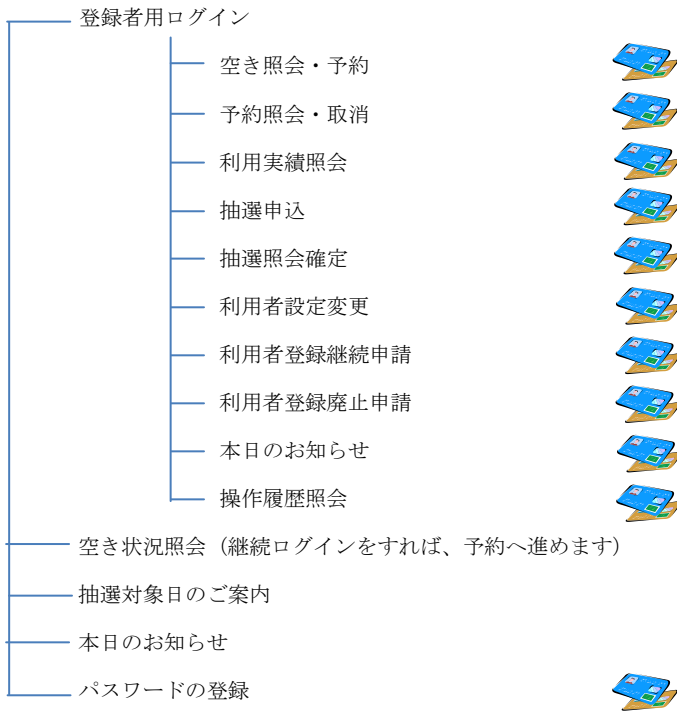 登録者用ログイン
空き照会・予約
予約照会・取消
利用実績照会
抽選申込
抽選照会確定
利用者設定変更
利用者登録継続申請
利用者登録廃止申請
本日のお知らせ
操作履歴照会
空き状況照会（継続ログインをすれば、予約へ進めます）
抽選対象日のご案内
本日のお知らせ
パスワードの登録